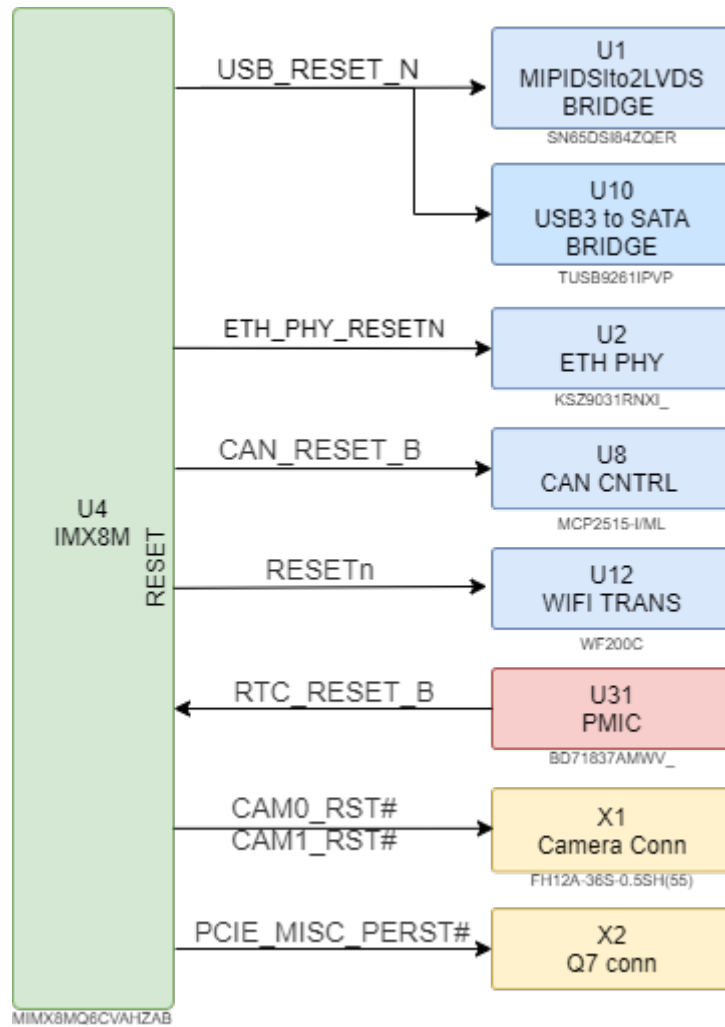 USB_RESET_N
U1
MIPIDSIto2LVDS
BRIDGE
SN65DSI84ZQER
U10
USB3 to SATA
BRIDGE
TUSB9261IPVP
ETH_PHY_RESETN
U2
ETH PHY
KSZ9031RNXI_
CAN_RESET_B
U8
CAN CNTRL
MCP2515-I/ML
U4
IMX8M
RESET
RESETn
U12
WIFI TRANS
WF200C
RTC_RESET_B
U31
PMIC
BD71837AMWV_
CAM0_RST#
CAM1_RST#
X1
Camera Conn
FH12A-36S-0.5SH(55)
PCIE_MISC_PERST#
X2
Q7 conn
MIMX8MQ6CVAHZAB